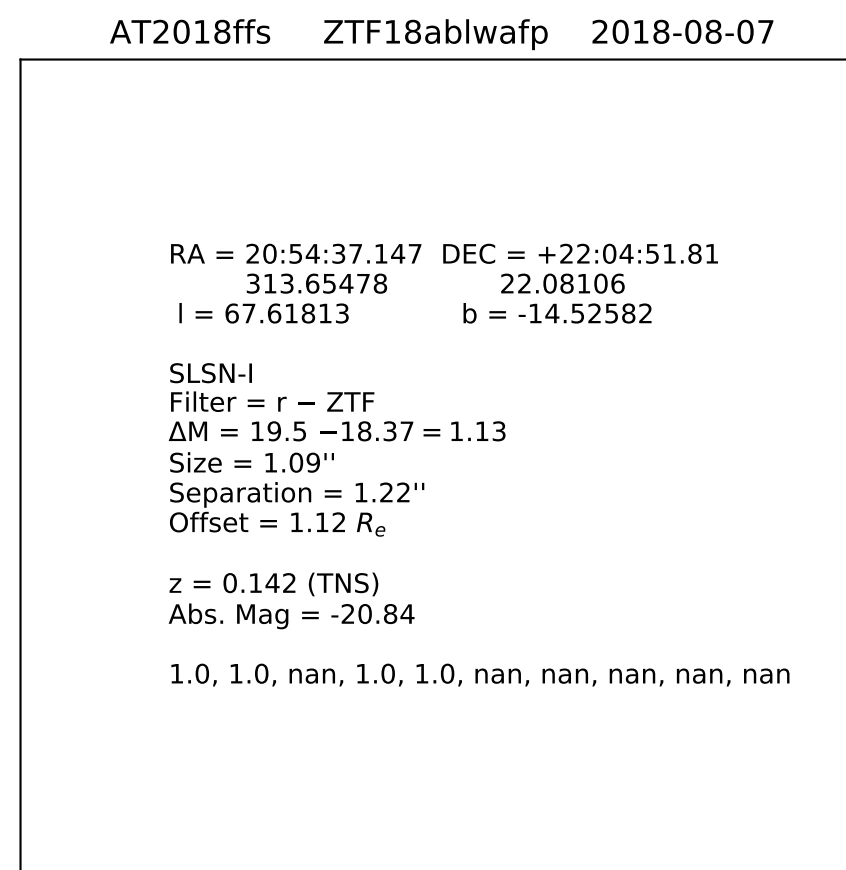 AT2018ffs ZTF18ablwafp 2018-08-07
RA = 20:54:37.147 DEC = +22:04:51.81
313.65478 22.08106
l = 67.61813 b = -14.52582
SLSN-I
Filter = r − ZTF
ΔM = 19.5 −18.37 = 1.13
Size = 1.09''
Separation = 1.22''
Offset = 1.12 Rₑ
z = 0.142 (TNS)
Abs. Mag = -20.84
1.0, 1.0, nan, 1.0, 1.0, nan, nan, nan, nan, nan